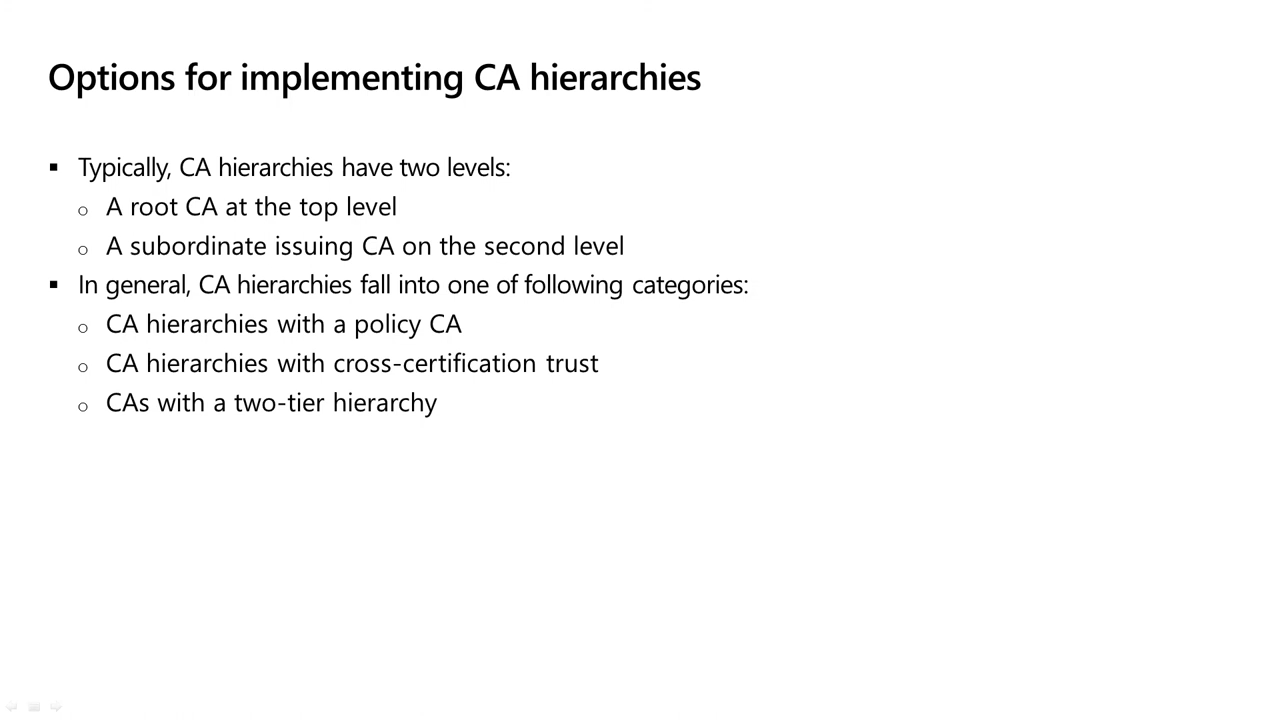 Options for implementing CA hierarchies
▪ Typically, CA hierarchies have two levels:
o A root CA at the top level
o A subordinate issuing CA on the second level
▪ In general, CA hierarchies fall into one of following categories:
o CA hierarchies with a policy CA
o CA hierarchies with cross-certification trust
o CAs with a two-tier hierarchy